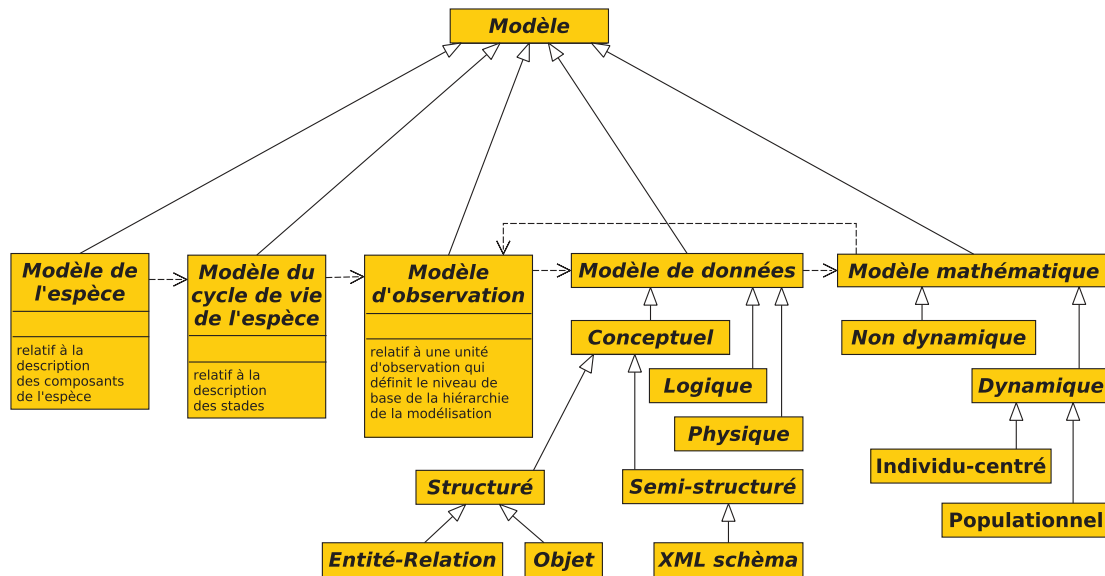 Modèle
Modèle de
l'espèce
relatif à la
description
des composants
de l'espèce
Modèle du
cycle de vie
de l'espèce
relatif à la
description
des stades
Modèle
d'observation
relatif à une unité
d'observation qui
définit le niveau de
base de la hiérarchie
de la modélisation
Modèle de données
Modèle mathématique
Conceptuel
Logique
Physique
Non dynamique
Dynamique
Individu-centré
Populationnel
Structuré
Semi-structuré
Entité-Relation
Objet
XML schèma